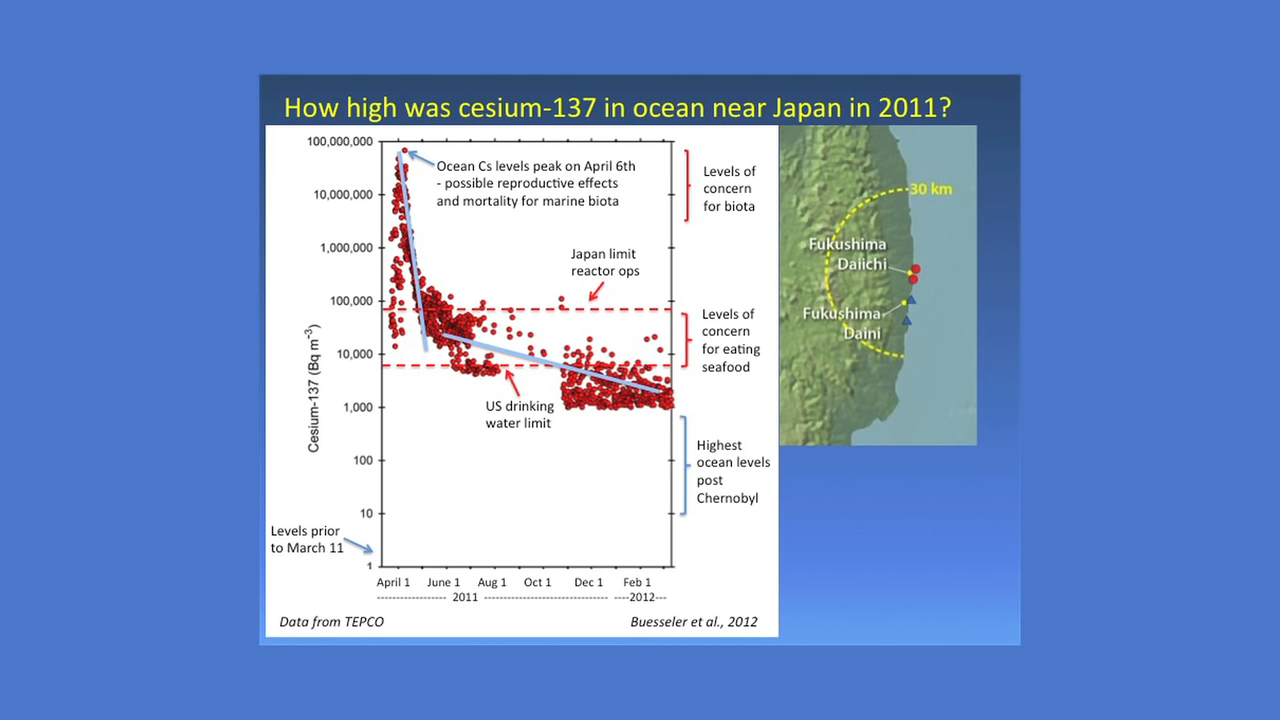 How high was cesium-137 in ocean near Japan in 2011?
100,000,000
10,000,000
1,000,000
100,000
10,000
1,000
100
10
1
Cesium-137 (Bq m⁻³)
Ocean Cs levels peak on April 6th
- possible reproductive effects
and mortality for marine biota
Japan limit
reactor ops
US drinking
water limit
Levels prior
to March 11
April 1 June 1 Aug 1 Oct 1 Dec 1 Feb 1
------------------ 2011 ------------------------------- ----2012---
Data from TEPCO
Buesseler et al., 2012
Levels of
concern
for biota
Levels of
concern
for eating
seafood
Highest
ocean levels
post
Chernobyl
30 km
Fukushima
Daiichi
Fukushima
Daini